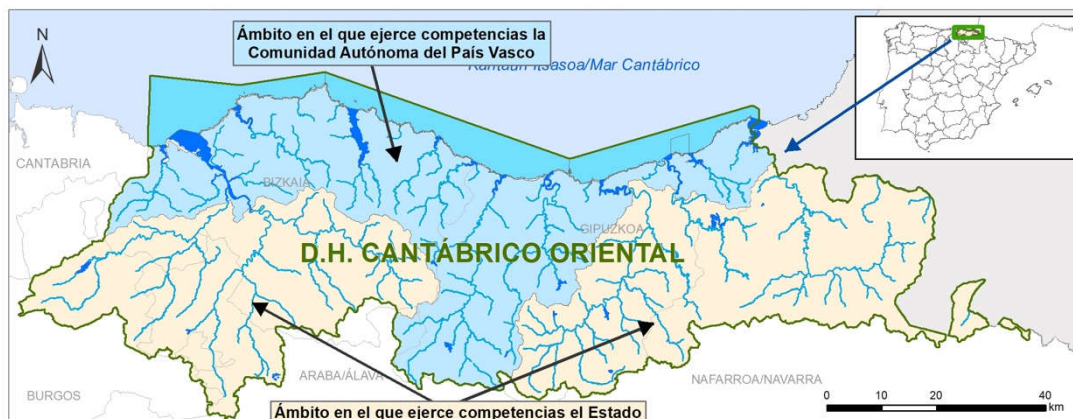 Ámbito en el que ejerce competencias la
Comunidad Autónoma del País Vasco
N
Kantauri Itsasoa/Mar Cantábrico
CANTABRIA
BIZKAIA
GIPUZKOA
D.H. CANTÁBRICO ORIENTAL
ARABA/ÁLAVA
NAFARROA/NAVARRA
BURGOS
Ámbito en el que ejerce competencias el Estado
0 10 20 30 40
km